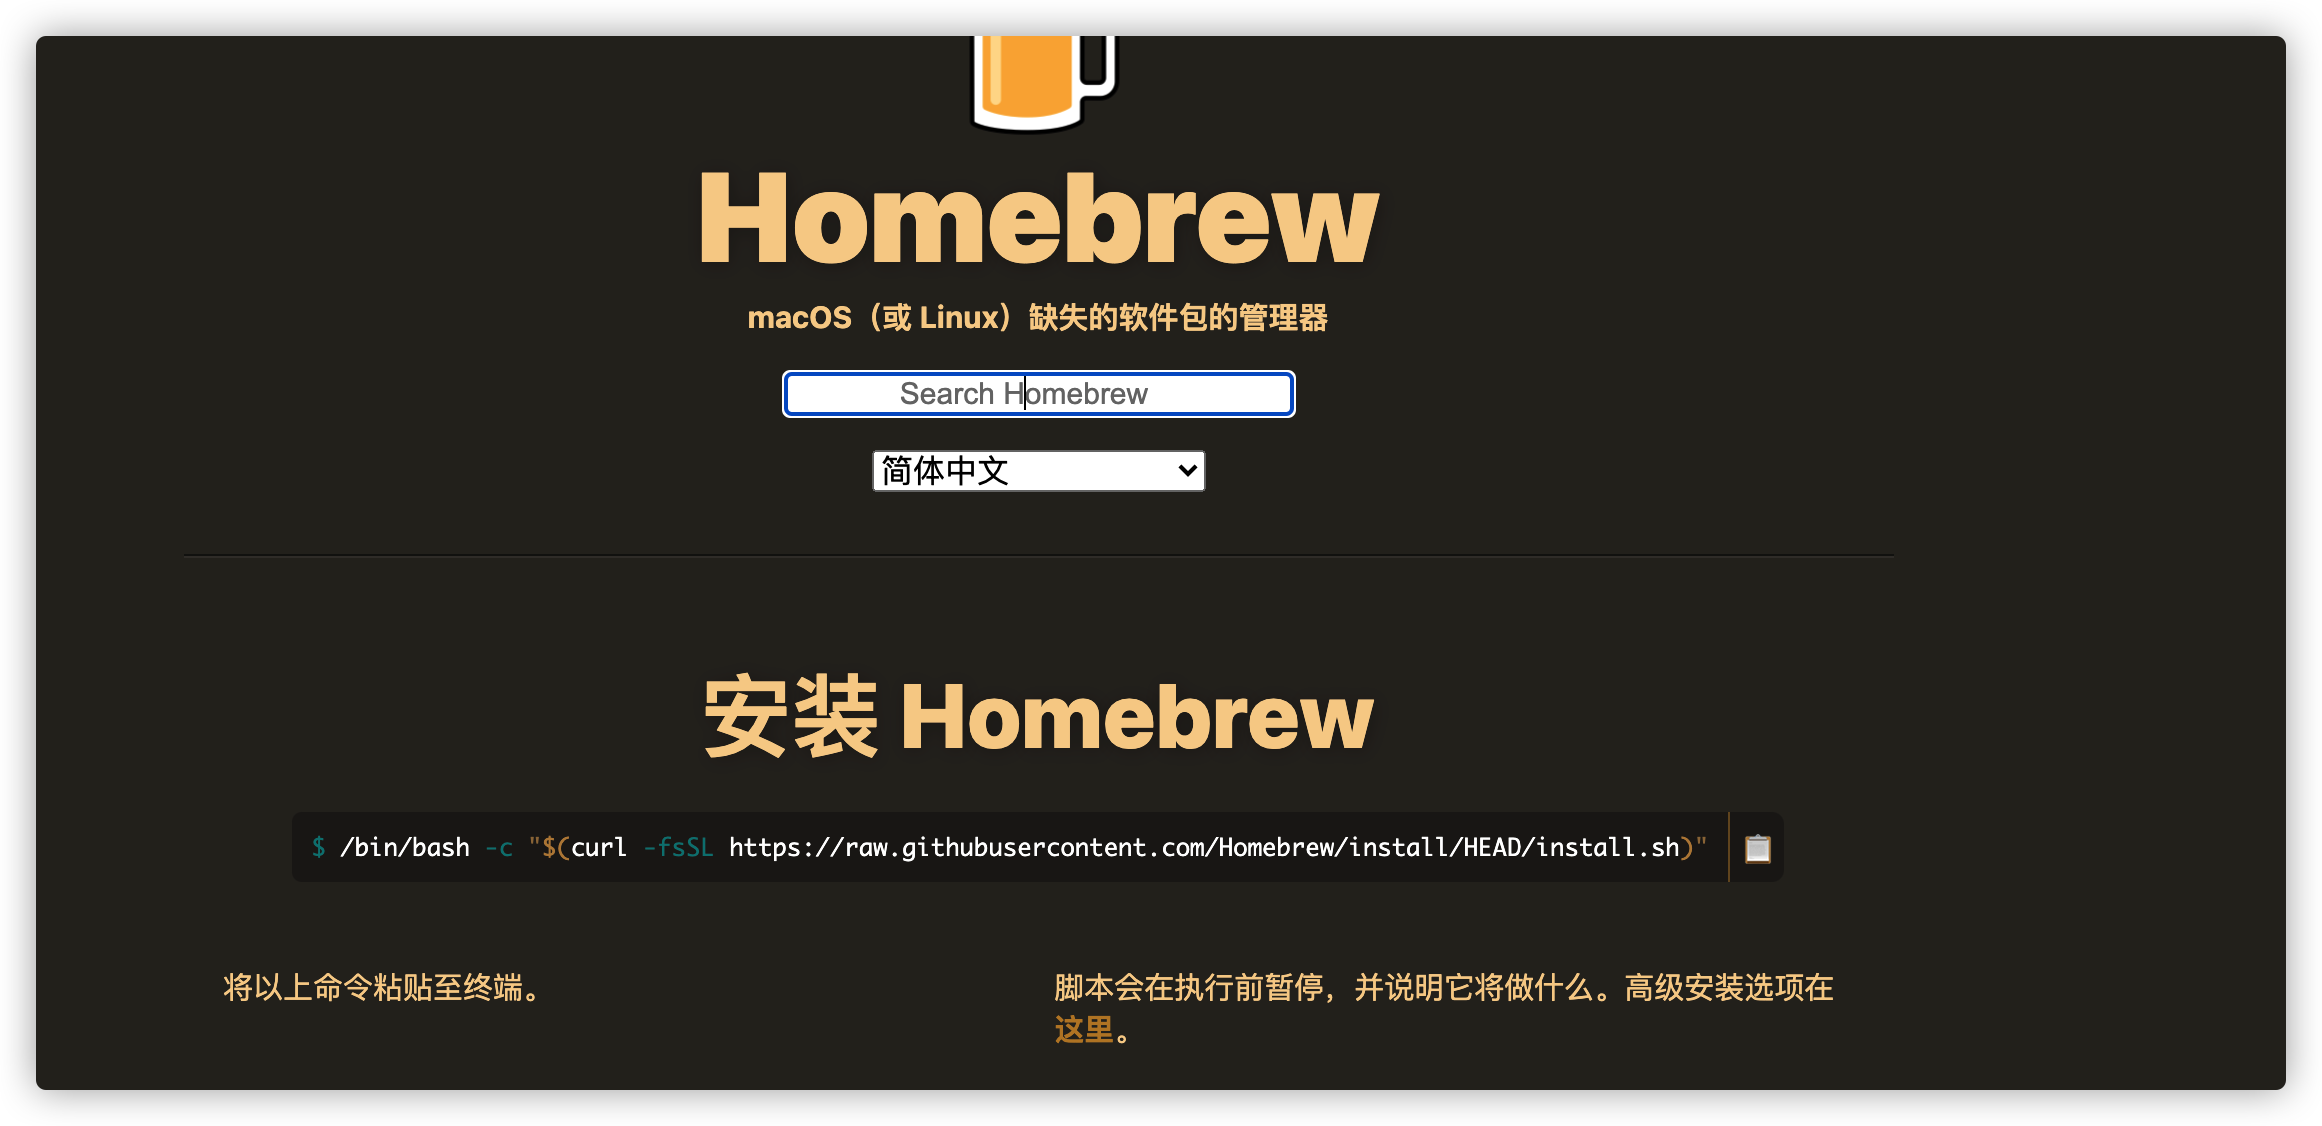 Homebrew
macOS（或 Linux）缺失的软件包的管理器
Search Homebrew
简体中文
安装 Homebrew
$ /bin/bash -c "$(curl -fsSL https://raw.githubusercontent.com/Homebrew/install/HEAD/install.sh)"
将以上命令粘贴至终端。
脚本会在执行前暂停，并说明它将做什么。高级安装选项在
这里。